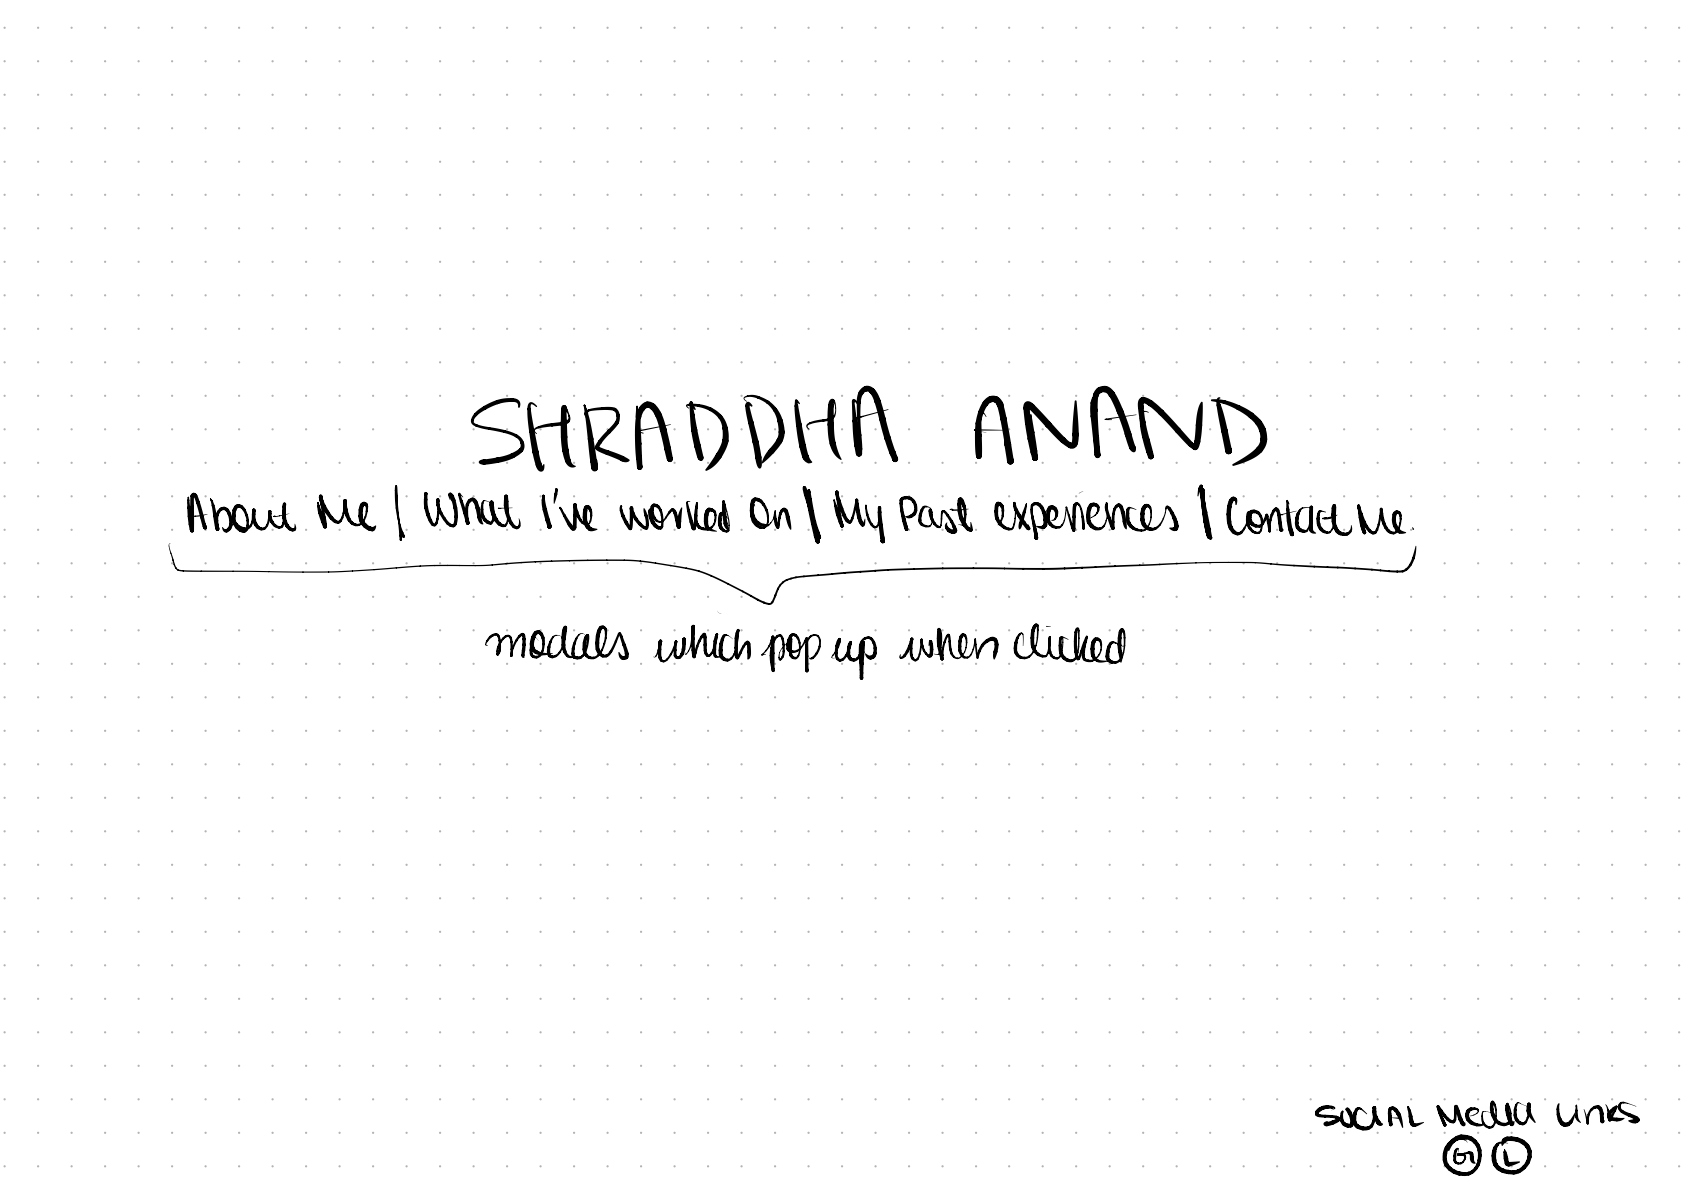 SHRADDHA ANAND
About Me | What I've worked On | My Past experiences | Contact Me
modals which pop up when clicked
SOCIAL Media Links
G L